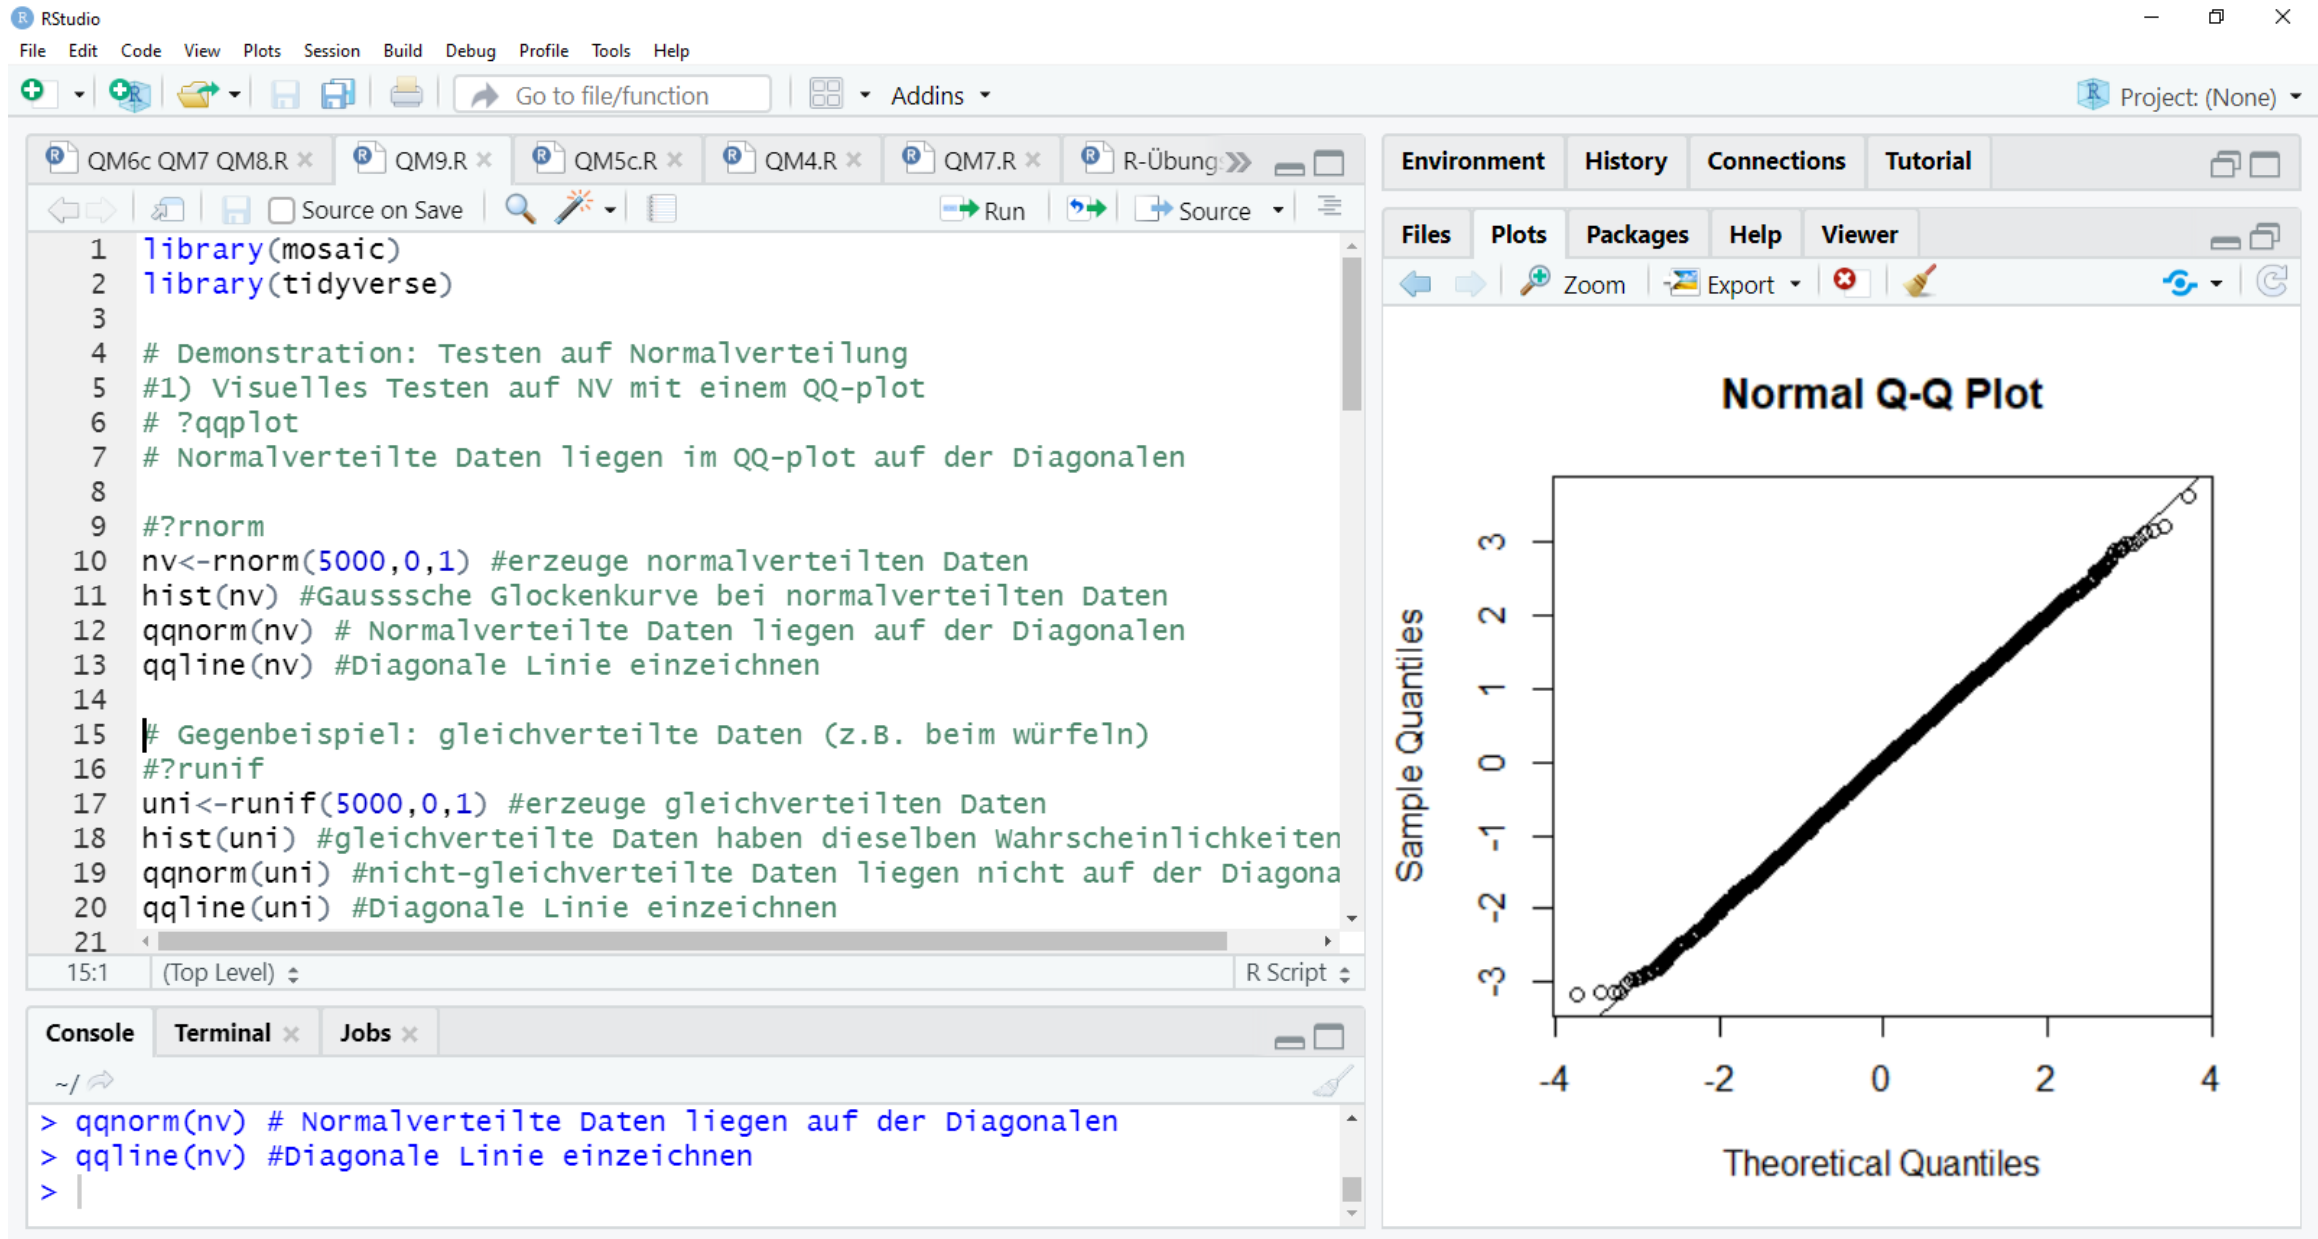 RStudio
File Edit Code View Plots Session Build Debug Profile Tools Help
Go to file/function Addins Project: (None)
QM6c QM7 QM8.R QM9.R QM5c.R QM4.R QM7.R R-Übung
Source on Save Run Source
1 library(mosaic)
2 library(tidyverse)
3
4 # Demonstration: Testen auf Normalverteilung
5 #1) Visuelles Testen auf NV mit einem QQ-plot
6 # ?qqplot
7 # Normalverteilte Daten liegen im QQ-plot auf der Diagonalen
8
9 #?rnorm
10 nv<-rnorm(5000,0,1) #erzeuge normalverteilten Daten
11 hist(nv) #Gausssche Glockenkurve bei normalverteilten Daten
12 qqnorm(nv) # Normalverteilte Daten liegen auf der Diagonalen
13 qqline(nv) #Diagonale Linie einzeichnen
14
15 # Gegenbeispiel: gleichverteilte Daten (z.B. beim würfeln)
16 #?runif
17 uni<-runif(5000,0,1) #erzeuge gleichverteilten Daten
18 hist(uni) #gleichverteilte Daten haben dieselben Wahrscheinlichkeiten
19 qqnorm(uni) #nicht-gleichverteilte Daten liegen nicht auf der Diagona
20 qqline(uni) #Diagonale Linie einzeichnen
21
15:1 (Top Level) R Script
Console Terminal Jobs
~/
> qqnorm(nv) # Normalverteilte Daten liegen auf der Diagonalen
> qqline(nv) #Diagonale Linie einzeichnen
>
Environment History Connections Tutorial
Files Plots Packages Help Viewer
Zoom Export
Normal Q-Q Plot
Sample Quantiles
3
2
1
0
-1
-2
-3
-4 -2 0 2 4
Theoretical Quantiles